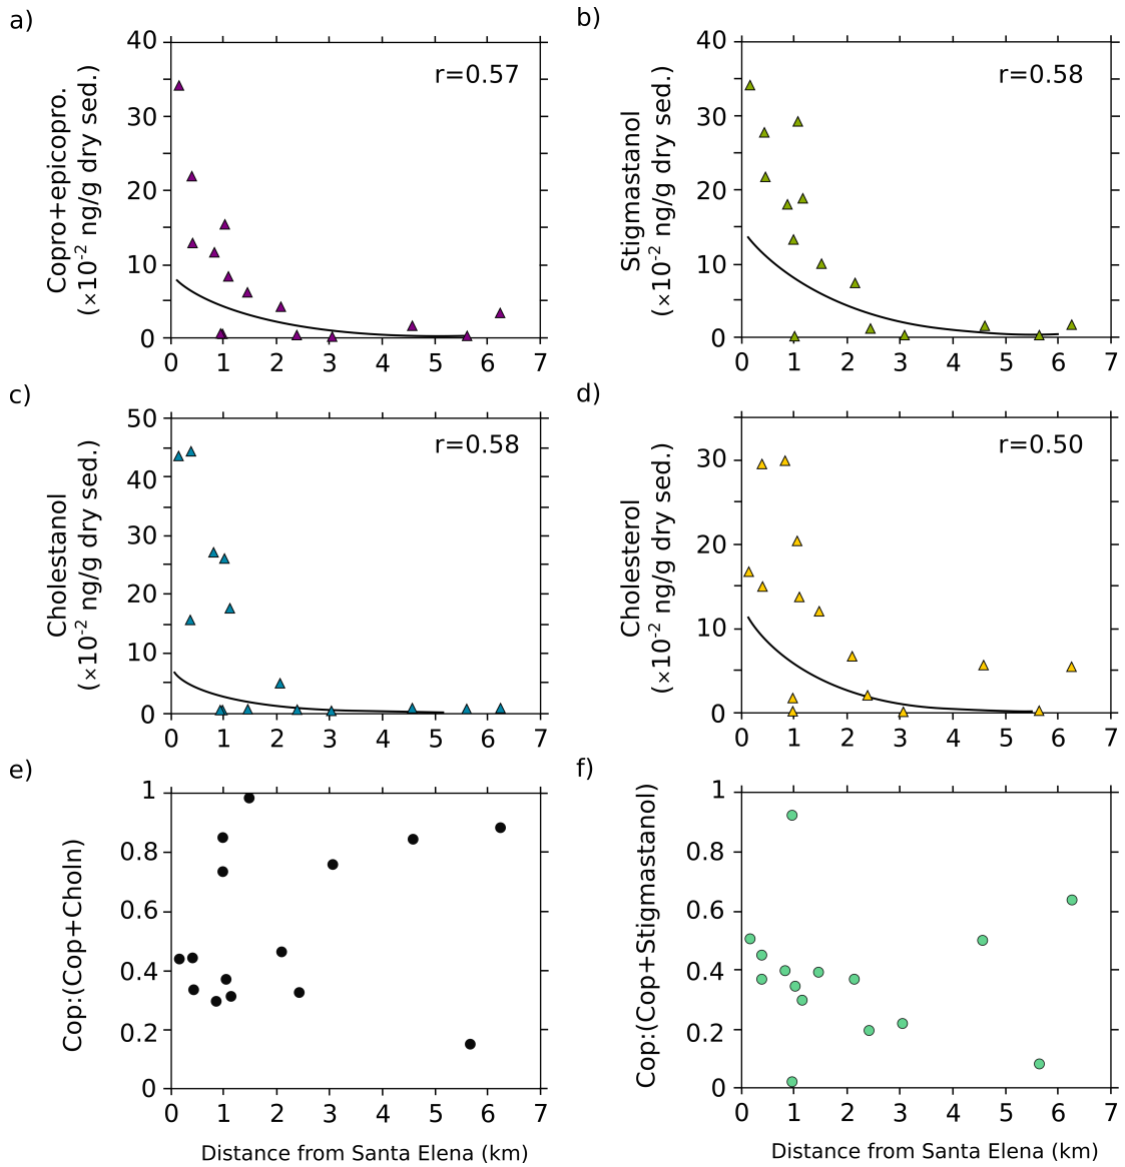 a)
Copro+epicopro.
(×10⁻² ng/g dry sed.)
r=0.57
40
30
20
10
0
0 1 2 3 4 5 6 7
b)
Stigmastanol
(×10⁻² ng/g dry sed.)
r=0.58
40
30
20
10
0
0 1 2 3 4 5 6 7
c)
Cholestanol
(×10⁻² ng/g dry sed.)
r=0.58
50
40
30
20
10
0
0 1 2 3 4 5 6 7
d)
Cholesterol
(×10⁻² ng/g dry sed.)
r=0.50
30
20
10
0
0 1 2 3 4 5 6 7
e)
Cop:(Cop+Choln)
1
0.8
0.6
0.4
0.2
0
0 1 2 3 4 5 6 7
Distance from Santa Elena (km)
f)
Cop:(Cop+Stigmastanol)
1
0.8
0.6
0.4
0.2
0
0 1 2 3 4 5 6 7
Distance from Santa Elena (km)